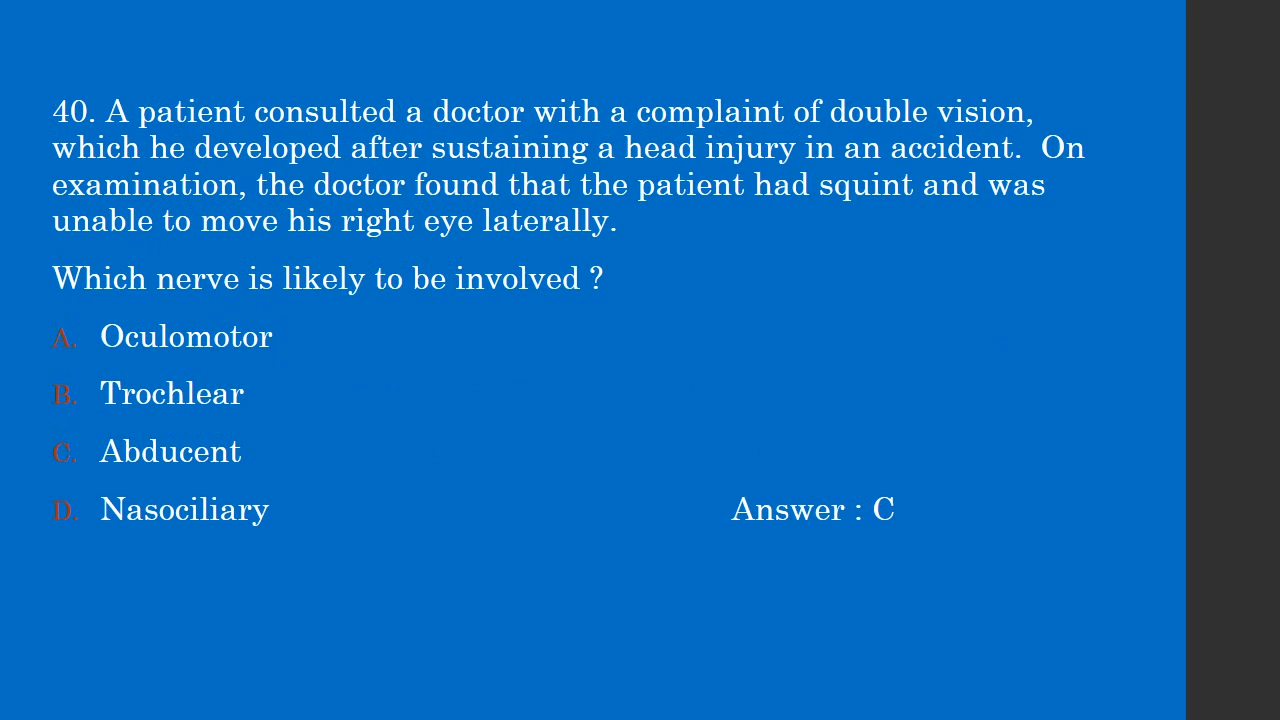 40. A patient consulted a doctor with a complaint of double vision,
which he developed after sustaining a head injury in an accident.  On
examination, the doctor found that the patient had squint and was
unable to move his right eye laterally.
Which nerve is likely to be involved ?
A. Oculomotor
B. Trochlear
C. Abducent
D. Nasociliary Answer : C